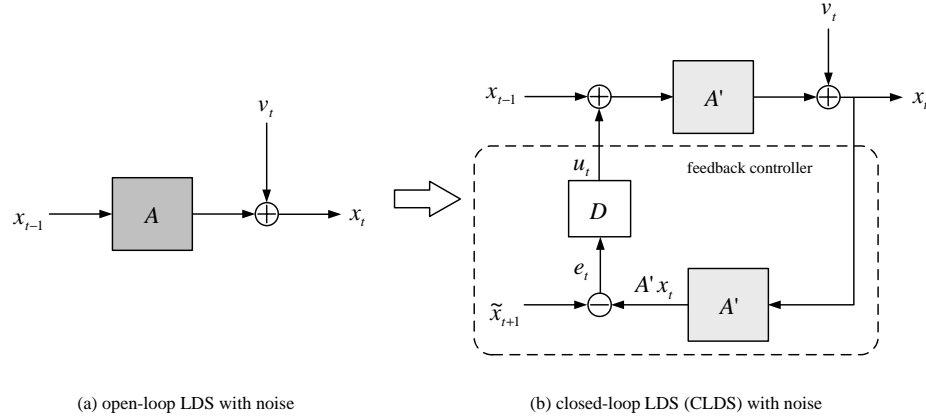 v_t
x_{t-1}
A
x_t
(a) open-loop LDS with noise
v_t
x_{t-1}
A'
x_t
feedback controller
u_t
D
e_t
A' x_t
A'
x̃_{t+1}
(b) closed-loop LDS (CLDS) with noise